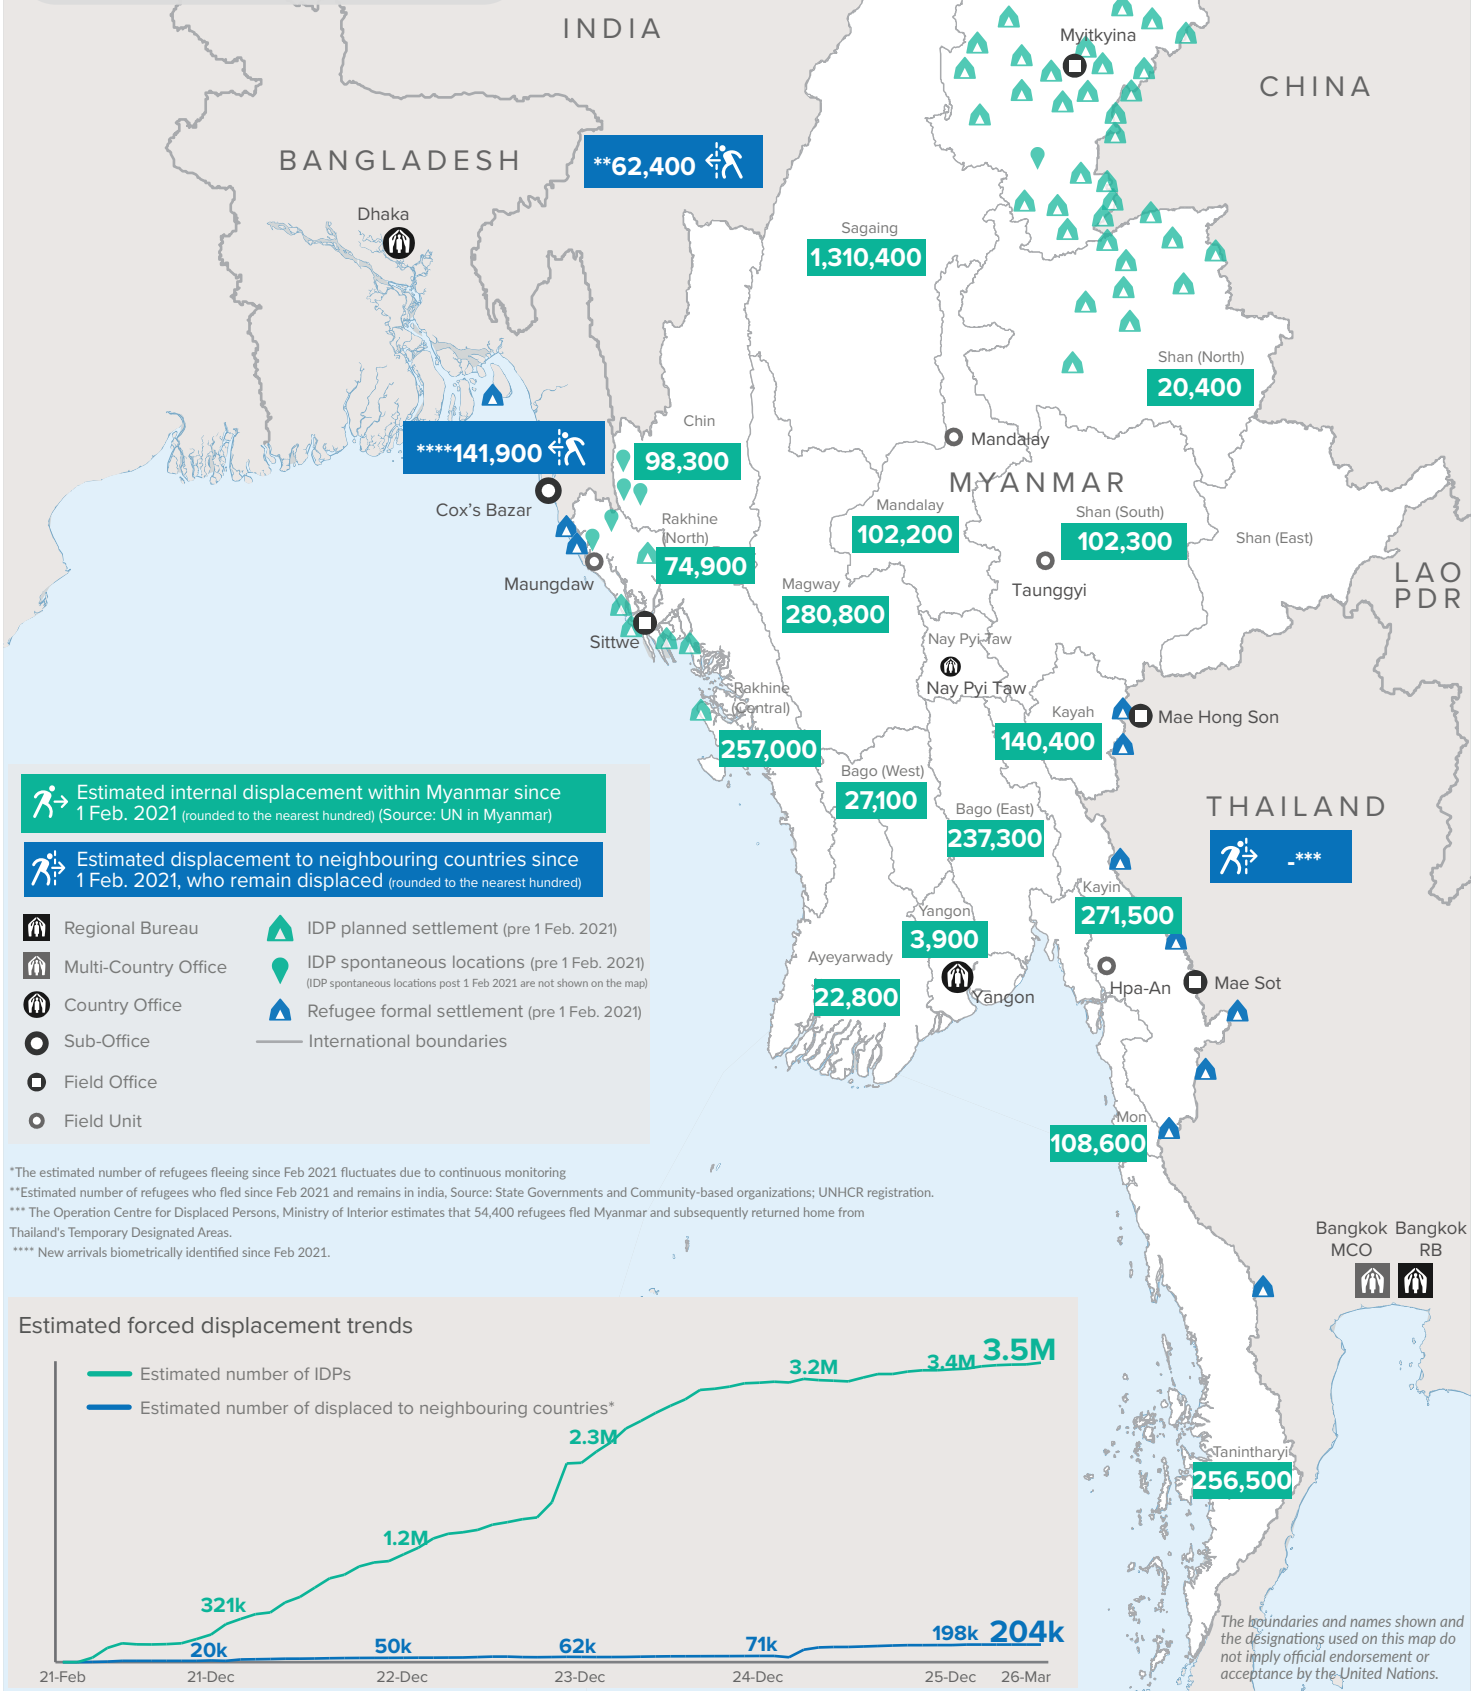 INDIA
CHINA
Myitkyina
BANGLADESH
**62,400
Dhaka
Sagaing
1,310,400
Shan (North)
20,400
Chin
98,300
****141,900
Mandalay
MYANMAR
Cox's Bazar
Mandalay
102,200
Shan (South)
102,300
Rakhine
(North)
74,900
Shan (East)
LAO
PDR
Maungdaw
Magway
280,800
Taunggyi
Sittwe
Nay Pyi Taw
Nay Pyi Taw
Rakhine
(Central)
257,000
Kayah
140,400
Mae Hong Son
Bago (West)
27,100
Bago (East)
237,300
THAILAND
-***
Kayin
271,500
Yangon
3,900
Ayeyarwady
22,800
Yangon
Hpa-An
Mae Sot
Mon
108,600
Estimated internal displacement within Myanmar since
1 Feb. 2021 (rounded to the nearest hundred) (Source: UN in Myanmar)
Estimated displacement to neighbouring countries since
1 Feb. 2021, who remain displaced (rounded to the nearest hundred)
Regional Bureau
Multi-Country Office
Country Office
Sub-Office
Field Office
Field Unit
IDP planned settlement (pre 1 Feb. 2021)
IDP spontaneous locations (pre 1 Feb. 2021)
(IDP spontaneous locations post 1 Feb 2021 are not shown on the map)
Refugee formal settlement (pre 1 Feb. 2021)
International boundaries
*The estimated number of refugees fleeing since Feb 2021 fluctuates due to continuous monitoring
**Estimated number of refugees who fled since Feb 2021 and remains in india, Source: State Governments and Community-based organizations; UNHCR registration.
*** The Operation Centre for Displaced Persons, Ministry of Interior estimates that 54,400 refugees fled Myanmar and subsequently returned home from
Thailand's Temporary Designated Areas.
**** New arrivals biometrically identified since Feb 2021.
Bangkok
MCO
Bangkok
RB
Estimated forced displacement trends
Estimated number of IDPs
Estimated number of displaced to neighbouring countries*
321k
1.2M
2.3M
3.2M
3.4M
3.5M
20k
50k
62k
71k
198k
204k
21-Feb
21-Dec
22-Dec
23-Dec
24-Dec
25-Dec
26-Mar
Tanintharyi
256,500
The boundaries and names shown and
the designations used on this map do
not imply official endorsement or
acceptance by the United Nations.